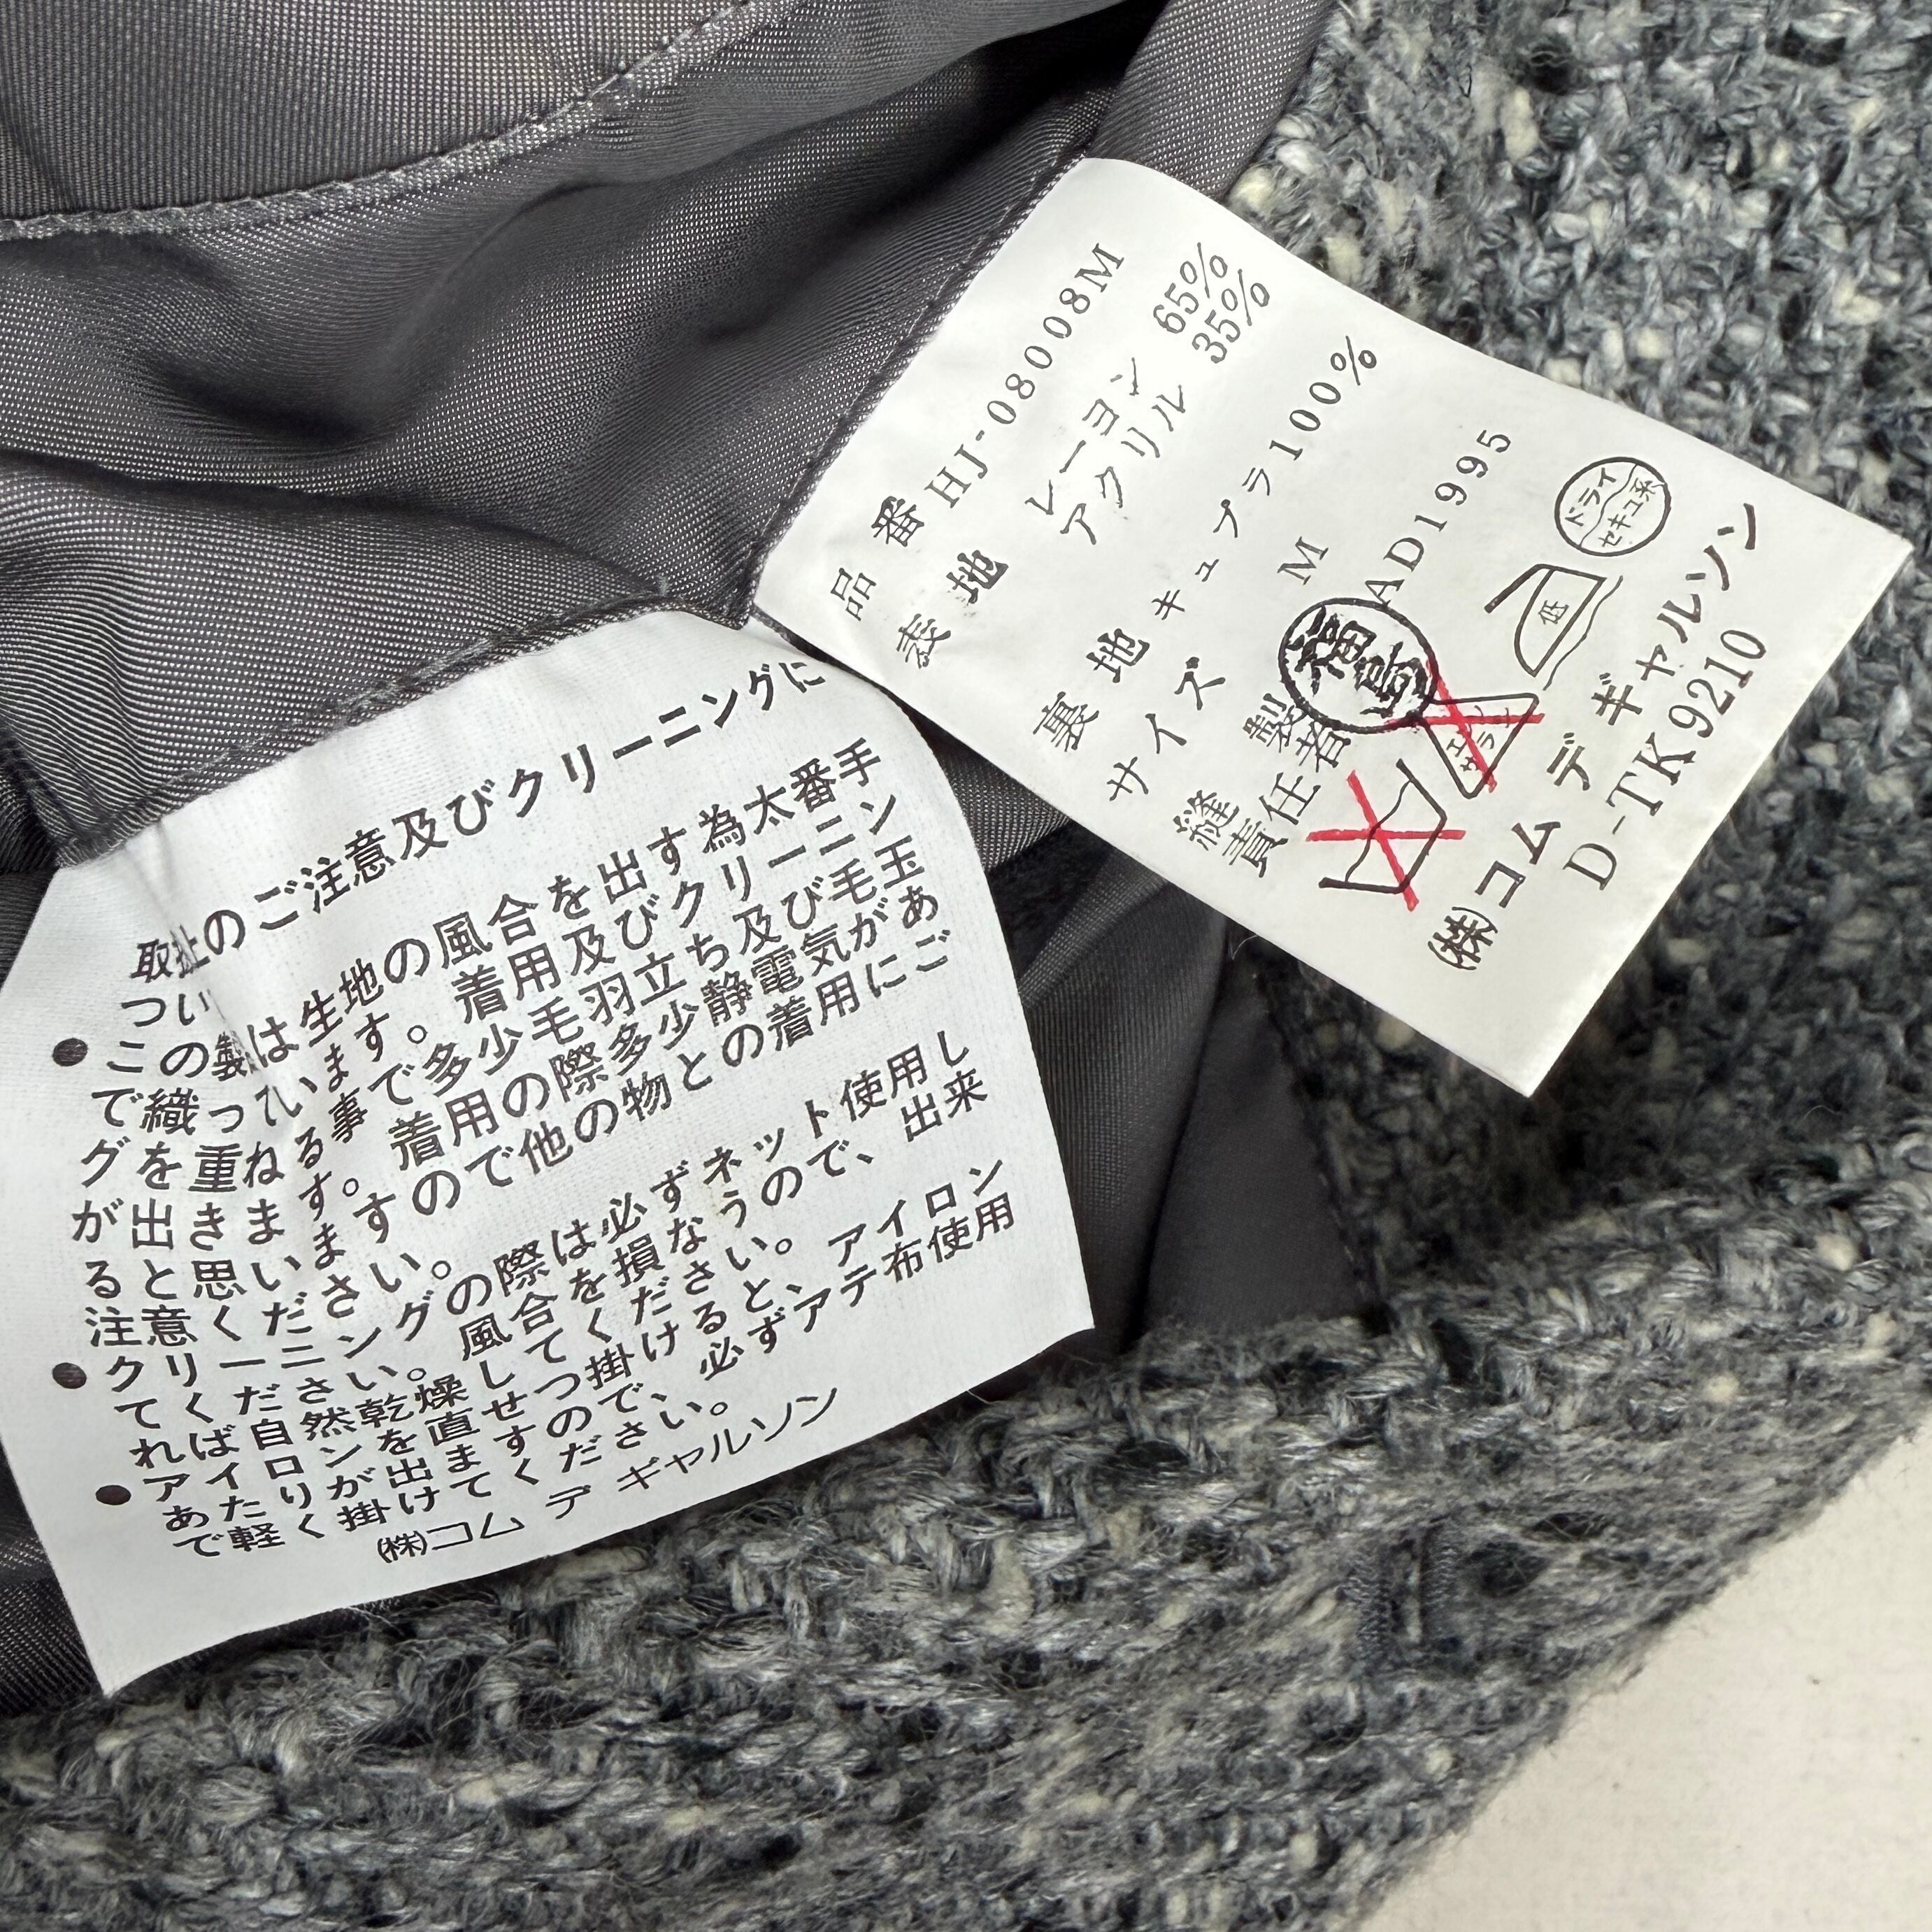 取扱のご注意及びクリーニングに
ついて
● この製品は生地の風合を出す為太番手
で織っています。着用及びクリーニン
グを重ねる事で多少毛羽立ち及び毛玉
が出ます。着用の際多少静電気があ
ると思いますので他の物との着用にご
注意ください。
● クリーニングの際は必ずネット使用し
てください。風合を損なうので、出来
れば自然乾燥してください。
● アイロンを直せつ掛けると、アイロン
あたりが出ますので、必ずアテ布使用
で軽く掛けてください。
(株)コム デ ギャルソン
品番 HJ-08008M
表地 レーヨン 65%
アクリル 35%
裏地 キュプラ100%
サイズ M
縫製
責任者 福島 AD1995
エンソ
サラシ
低
ドライ
セキユ系
(株)コム デ ギャルソン
D-TK9210